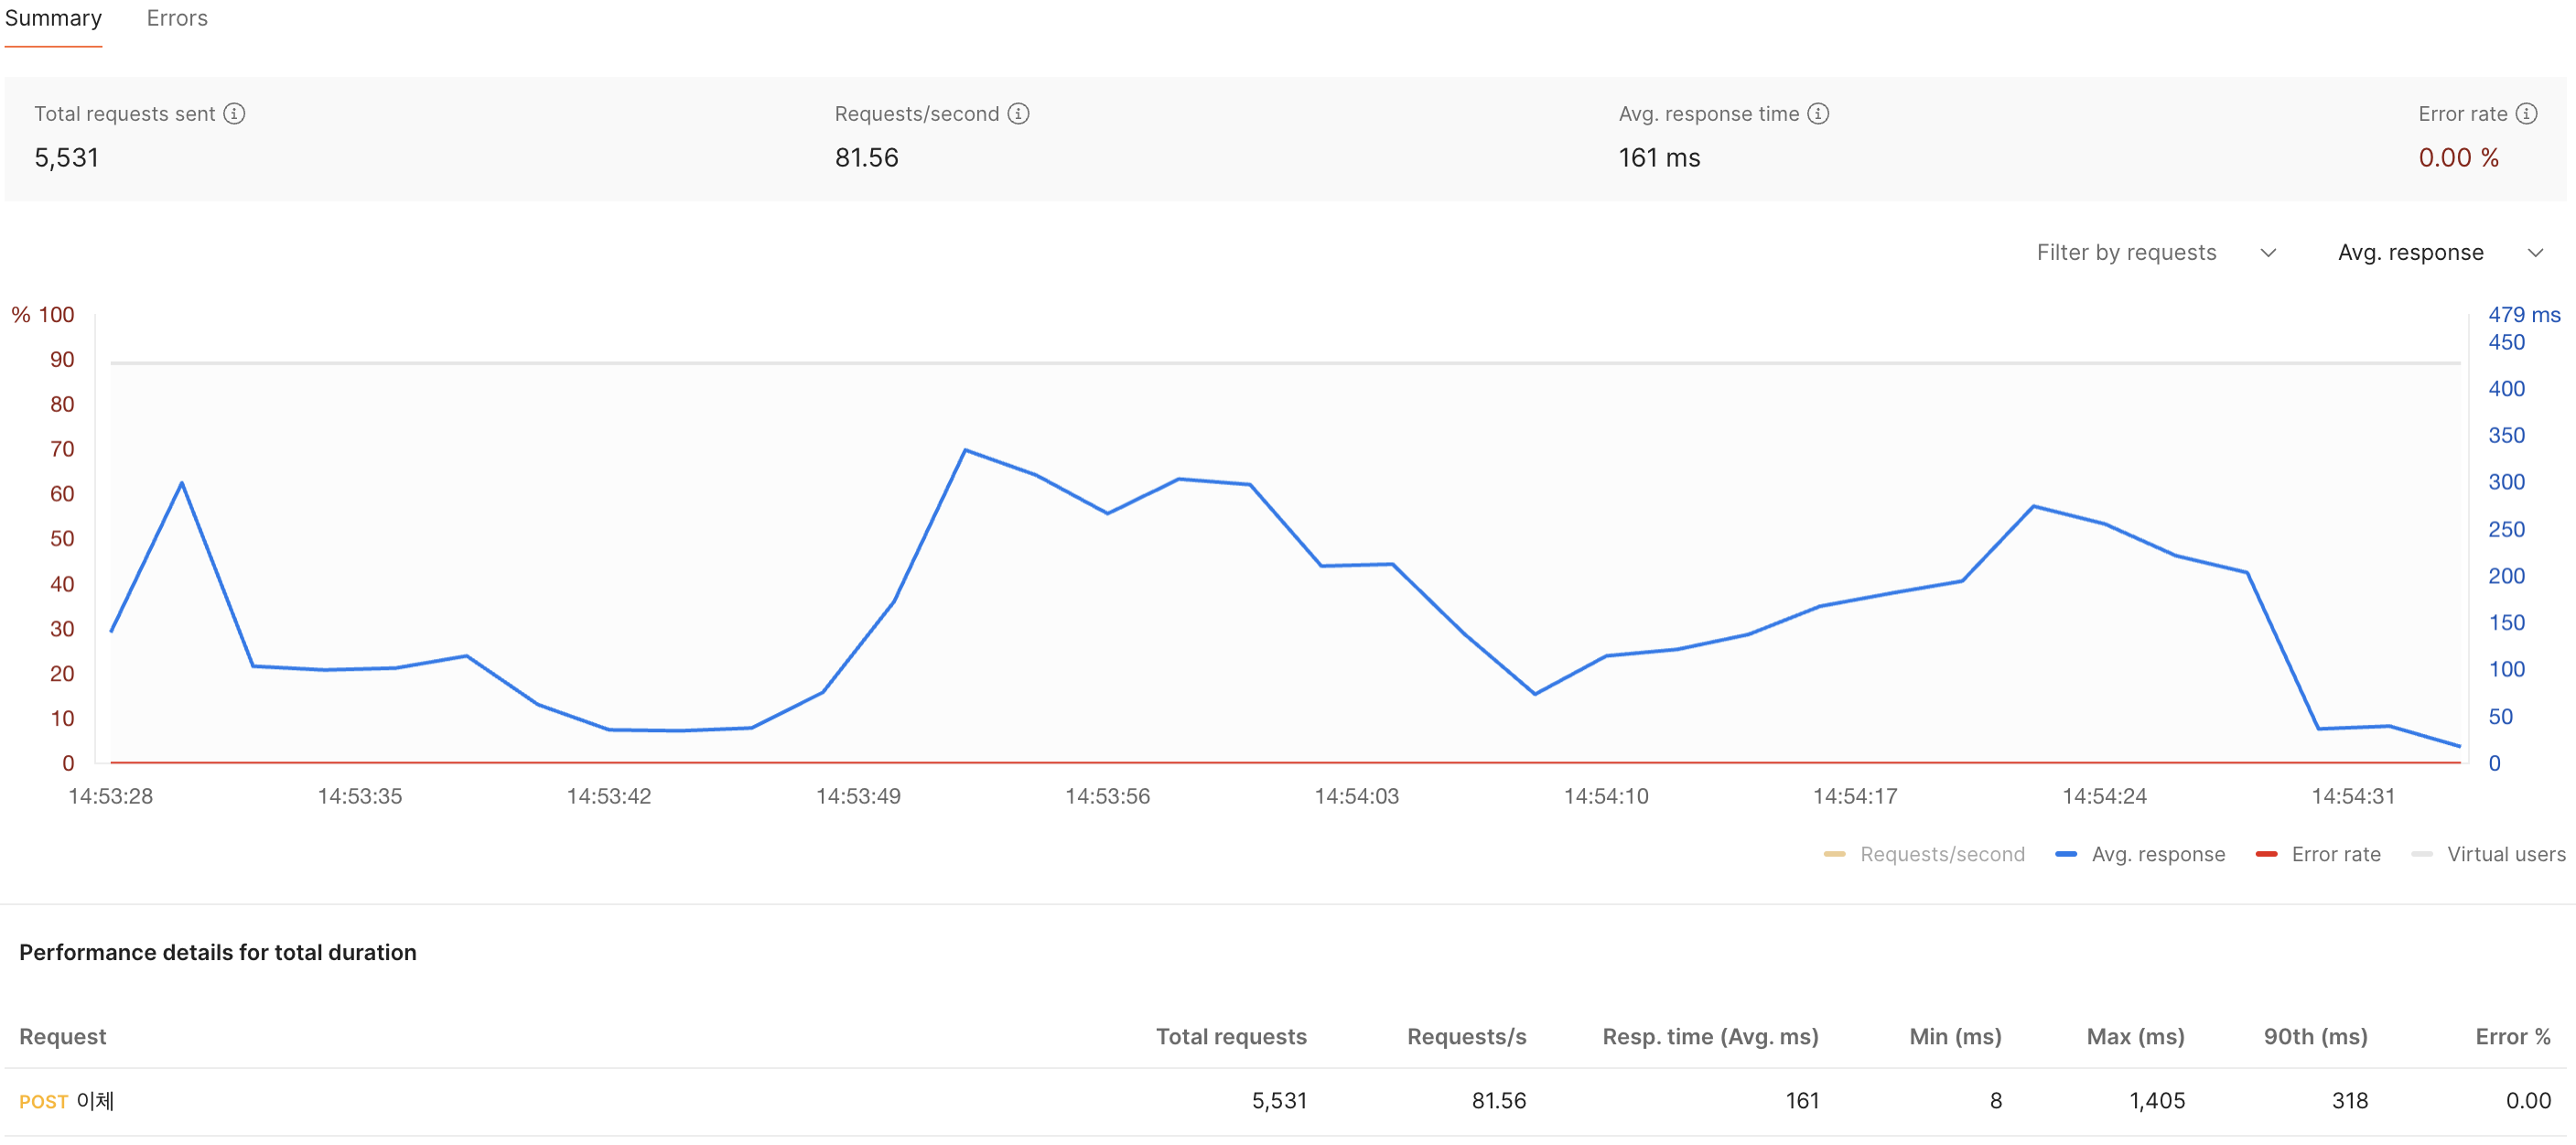 Summary Errors
Total requests sent Requests/second Avg. response time Error rate
5,531 81.56 161 ms 0.00 %
Filter by requests Avg. response
% 100 479 ms
90 450
80 400
70 350
60 300
50 250
40 200
30 150
20 100
10 50
0 0
14:53:28 14:53:35 14:53:42 14:53:49 14:53:56 14:54:03 14:54:10 14:54:17 14:54:24 14:54:31
Requests/second Avg. response Error rate Virtual users
Performance details for total duration
Request Total requests Requests/s Resp. time (Avg. ms) Min (ms) Max (ms) 90th (ms) Error %
POST 이체 5,531 81.56 161 8 1,405 318 0.00